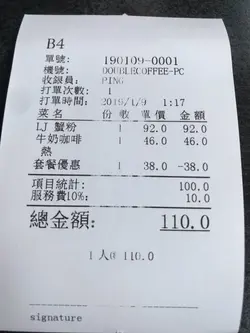 B4
單號: 190109-0001
機號: DOUBLECOFFEE-PC
收銀員: PING
打單次數: 1
打單時間: 2019/1/9 1:17
菜名 份數 單價 金額
LJ 蟹粉 1 92.0 92.0
牛奶咖啡 1 46.0 46.0
熱
套餐優惠 1 38.0 -38.0
項目統計: 100.0
服務費10%: 10.0
總金額: 110.0
1 人@ 110.0
signature